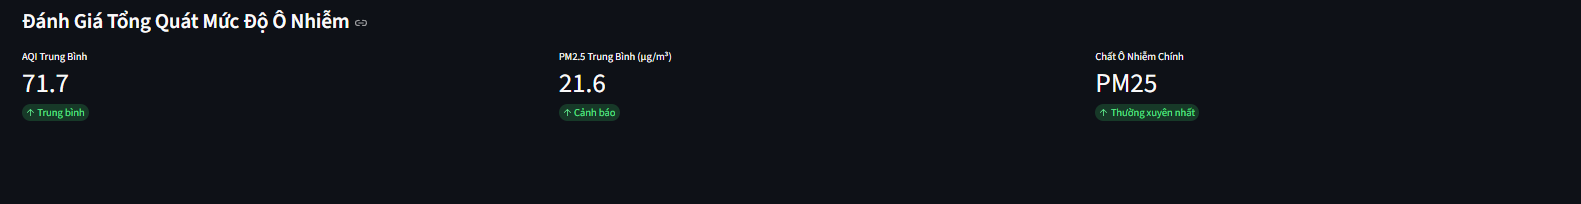 Đánh Giá Tổng Quát Mức Độ Ô Nhiễm
AQI Trung Bình
71.7
↑ Trung bình
PM2.5 Trung Bình (µg/m³)
21.6
↑ Cảnh báo
Chất Ô Nhiễm Chính
PM25
↑ Thường xuyên nhất